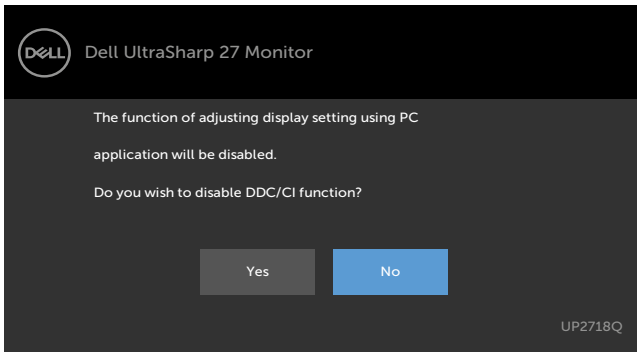 DELL
Dell UltraSharp 27 Monitor
The function of adjusting display setting using PC
application will be disabled.
Do you wish to disable DDC/CI function?
Yes
No
UP2718Q